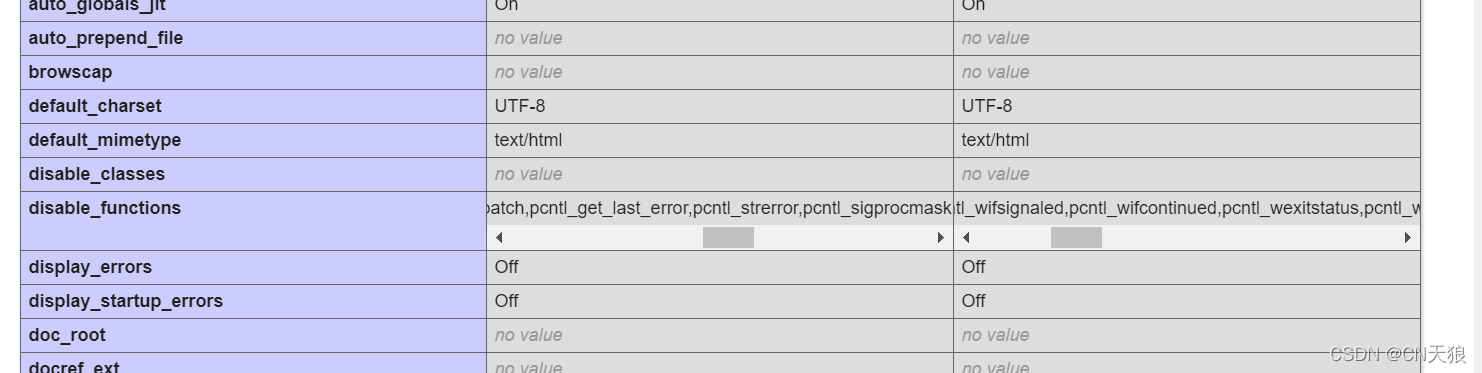 auto_globals_jit On On
auto_prepend_file no value no value
browscap no value no value
default_charset UTF-8 UTF-8
default_mimetype text/html text/html
disable_classes no value no value
disable_functions patch,pcntl_get_last_error,pcntl_strerror,pcntl_sigprocmask tl_wifsignaled,pcntl_wifcontinued,pcntl_wexitstatus,pcntl_w
display_errors Off Off
display_startup_errors Off Off
doc_root no value no value
docref_ext no value no value
CSDN @CN天狼